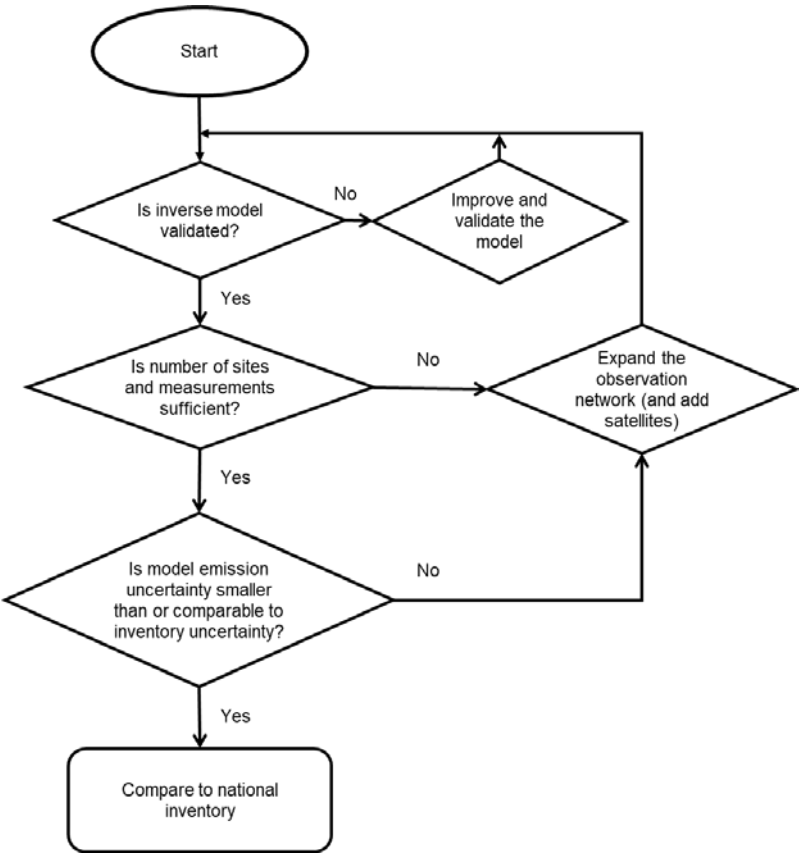 Start
Is inverse model
validated?
No
Improve and
validate the
model
Yes
Is number of sites
and measurements
sufficient?
No
Expand the
observation
network (and add
satellites)
Yes
Is model emission
uncertainty smaller
than or comparable to
inventory uncertainty?
No
Yes
Compare to national
inventory